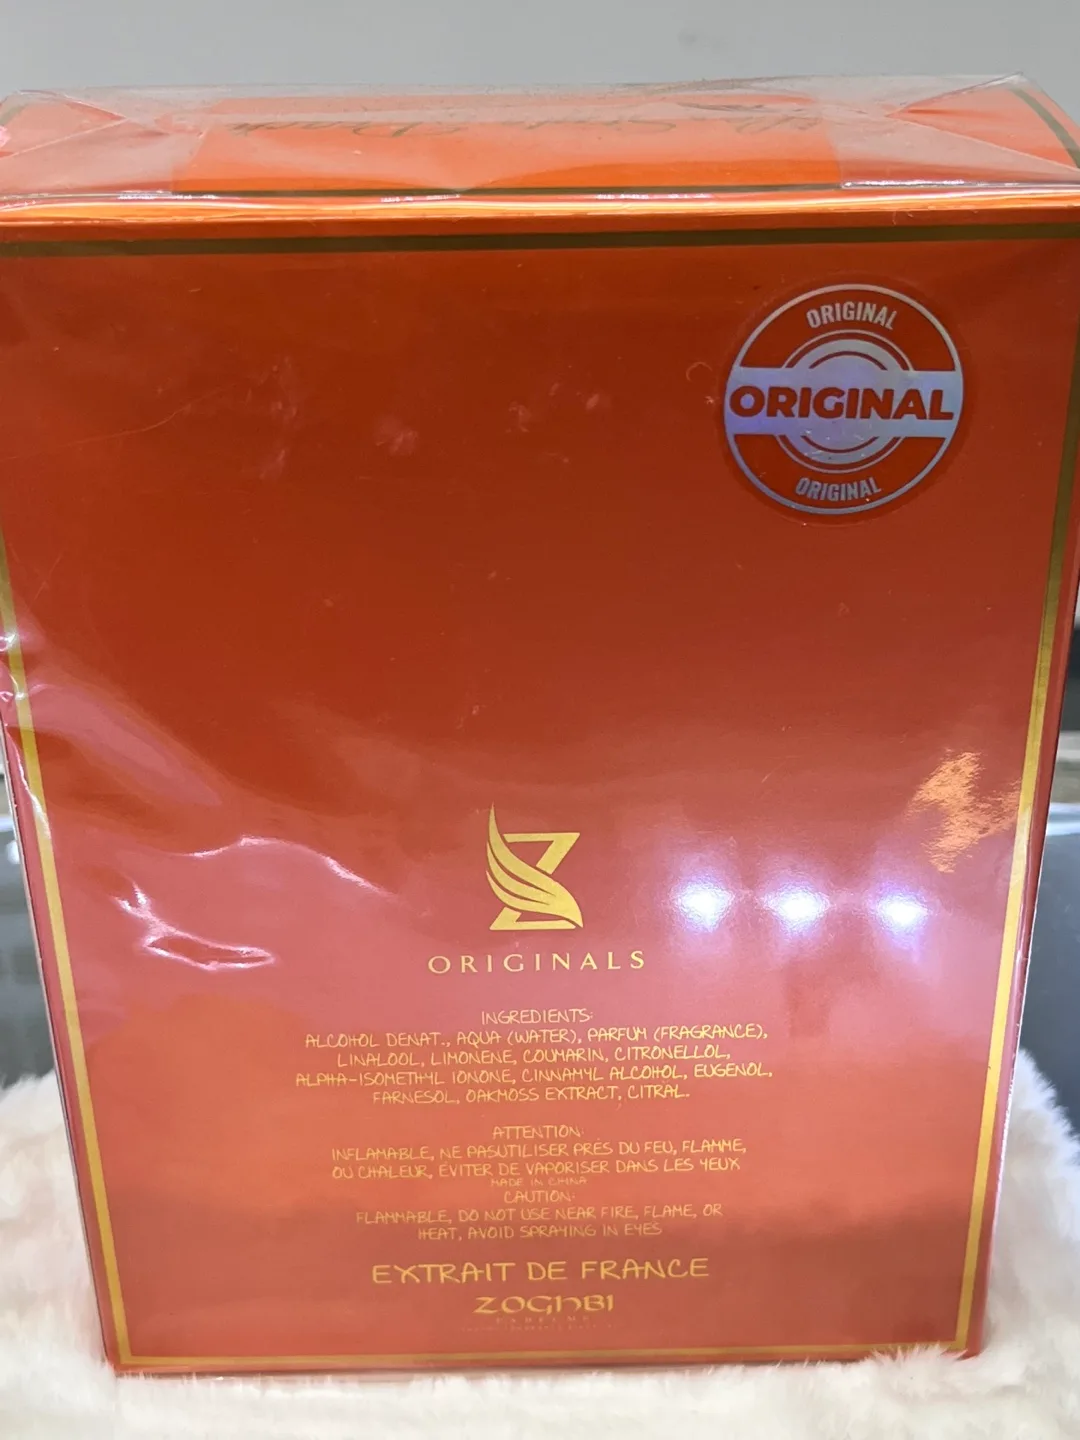 ORIGINAL
ORIGINAL
ORIGINAL
ORIGINALS
INGREDIENTS:
ALCOHOL DENAT., AQUA (WATER), PARFUM (FRAGRANCE),
LINALOOL, LIMONENE, COUMARIN, CITRONELLOL,
ALPHA-ISOMETHYL IONONE, CINNAMYL ALCOHOL, EUGENOL,
FARNESOL, OAKMOSS EXTRACT, CITRAL.
ATTENTION:
INFLAMABLE, NE PASUTILISER PRÈS DU FEU, FLAMME,
OU CHALEUR, ÉVITER DE VAPORISER DANS LES YEUX
MADE IN CHINA
CAUTION:
FLAMMABLE, DO NOT USE NEAR FIRE, FLAME, OR
HEAT, AVOID SPRAYING IN EYES
EXTRAIT DE FRANCE
ZOGHBI
PARFUMS